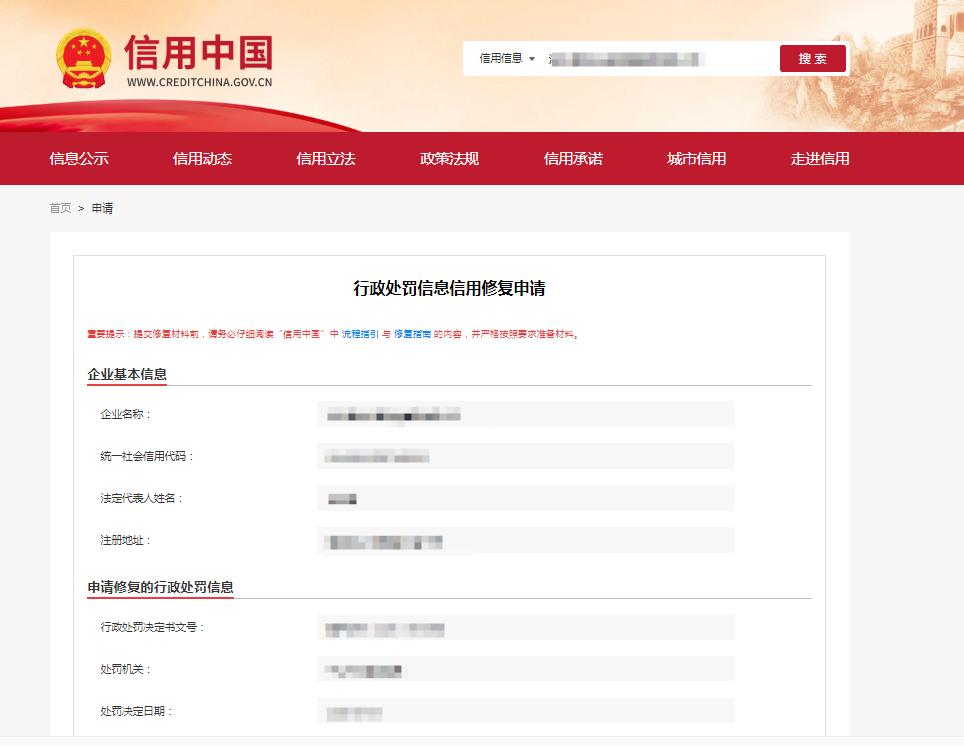 信用中国
WWW.CREDITCHINA.GOV.CN
信用信息
搜 索
信息公示 信用动态 信用立法 政策法规 信用承诺 城市信用 走进信用
首页 > 申请
行政处罚信息信用修复申请
重要提示：提交修复材料前，请务必仔细阅读“信用中国”中 流程指引 与 修复指南 的内容，并严格按照要求准备材料。
企业基本信息
企业名称：
统一社会信用代码：
法定代表人姓名：
注册地址：
申请修复的行政处罚信息
行政处罚决定书文号：
处罚机关：
处罚决定日期：